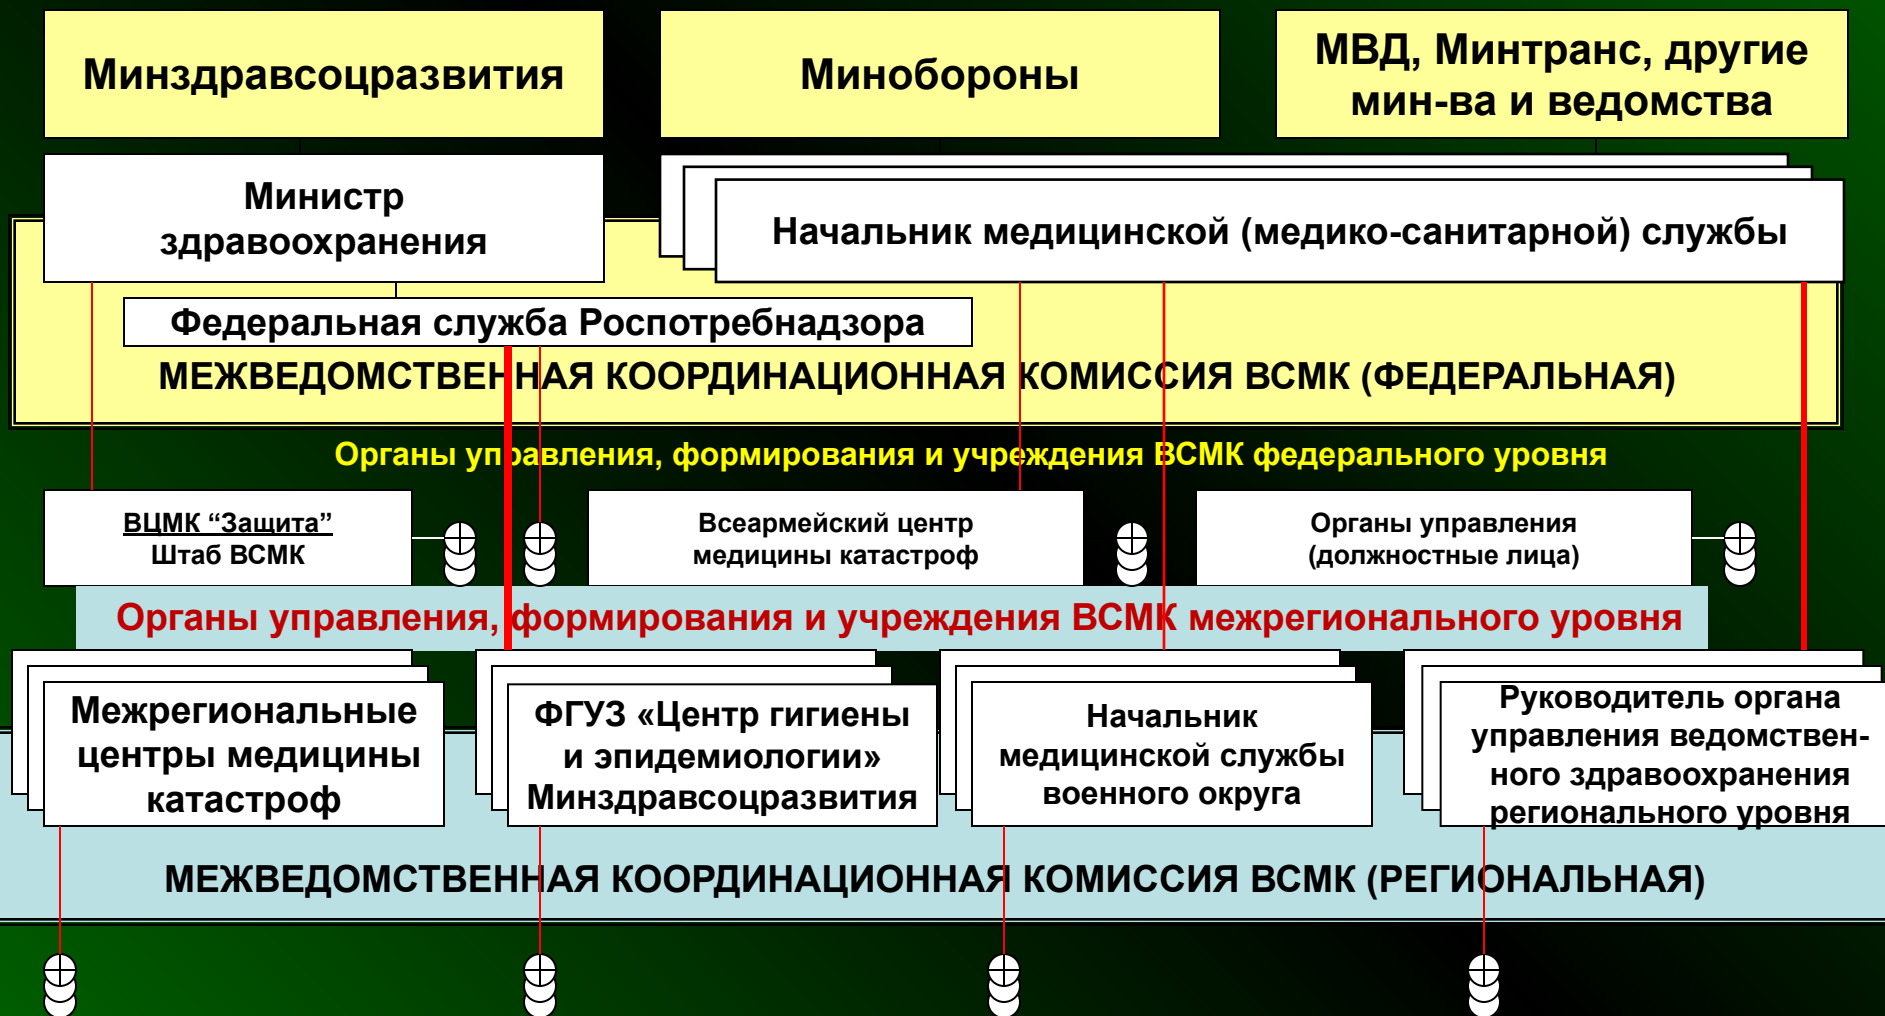 Минздравсоцразвития
Минобороны
МВД, Минтранс, другие
мин-ва и ведомства
Министр
здравоохранения
Начальник медицинской (медико-санитарной) службы
Федеральная служба Роспотребнадзора
МЕЖВЕДОМСТВЕННАЯ КООРДИНАЦИОННАЯ КОМИССИЯ ВСМК (ФЕДЕРАЛЬНАЯ)
Органы управления, формирования и учреждения ВСМК федерального уровня
ВЦМК “Защита”
Штаб ВСМК
Всеармейский центр
медицины катастроф
Органы управления
(должностные лица)
Органы управления, формирования и учреждения ВСМК межрегионального уровня
Межрегиональные
центры медицины
катастроф
ФГУЗ «Центр гигиены
и эпидемиологии»
Минздравсоцразвития
Начальник
медицинской службы
военного округа
Руководитель органа
управления ведомствен-
ного здравоохранения
регионального уровня
МЕЖВЕДОМСТВЕННАЯ КООРДИНАЦИОННАЯ КОМИССИЯ ВСМК (РЕГИОНАЛЬНАЯ)